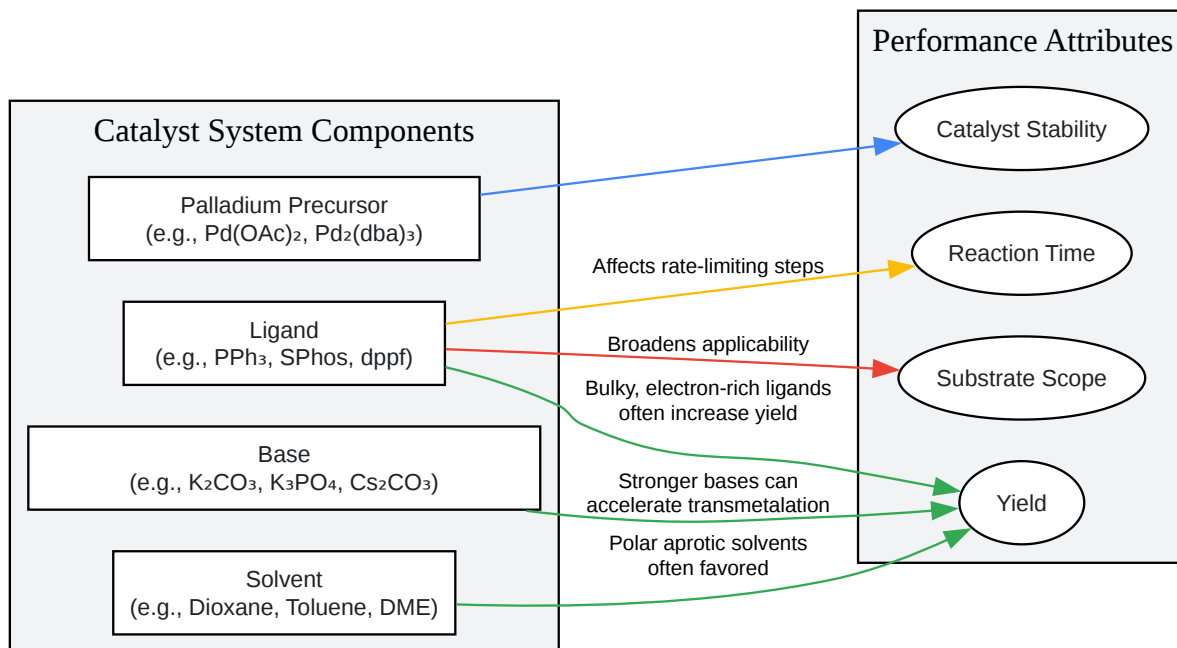 Catalyst System Components
Palladium Precursor
(e.g., Pd(OAc)₂, Pd₂(dba)₃)
Ligand
(e.g., PPh₃, SPhos, dppf)
Base
(e.g., K₂CO₃, K₃PO₄, Cs₂CO₃)
Solvent
(e.g., Dioxane, Toluene, DME)
Affects rate-limiting steps
Broadens applicability
Bulky, electron-rich ligands
often increase yield
Stronger bases can
accelerate transmetalation
Polar aprotic solvents
often favored
Performance Attributes
Catalyst Stability
Reaction Time
Substrate Scope
Yield